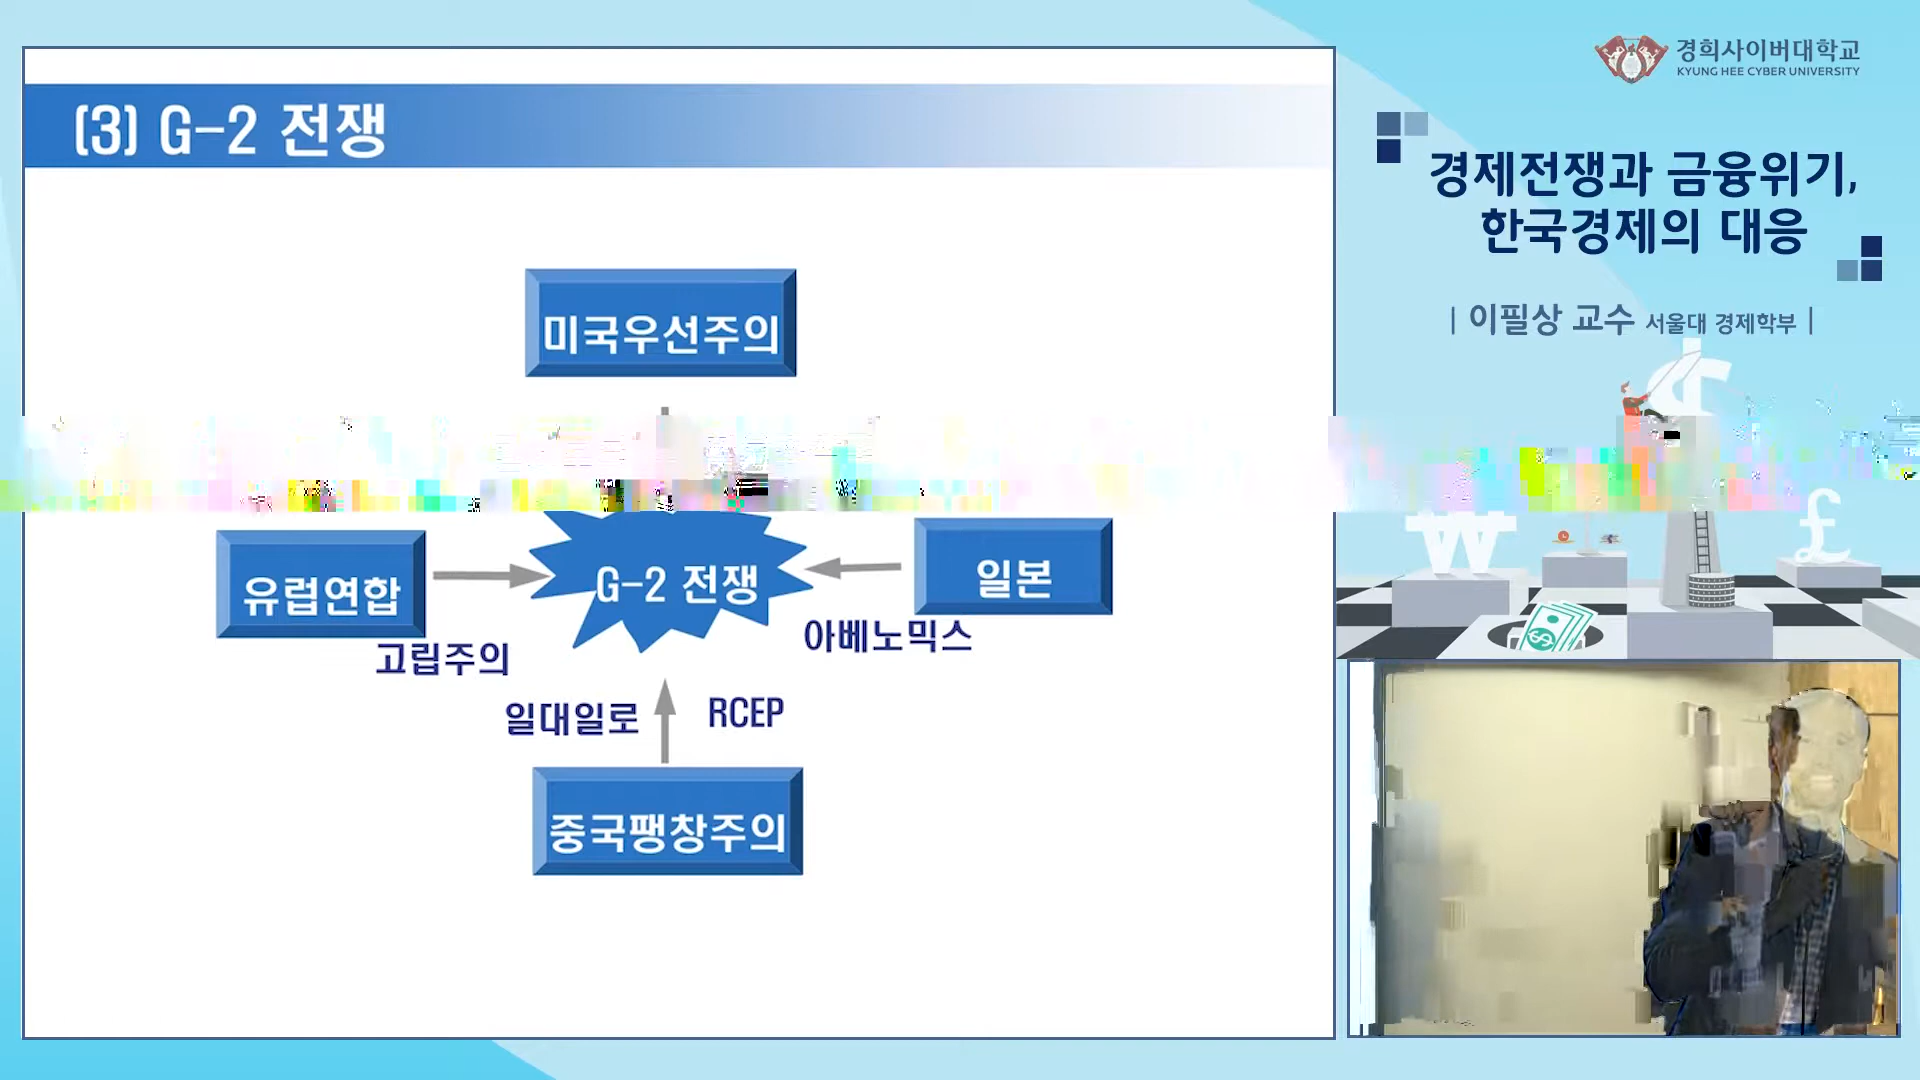 경희사이버대학교
KYUNG HEE CYBER UNIVERSITY
(3) G-2 전쟁
경제전쟁과 금융위기,
한국경제의 대응
| 이필상 교수 서울대 경제학부 |
미국우선주의
유럽연합
G-2 전쟁
일본
고립주의
아베노믹스
일대일로
RCEP
중국팽창주의